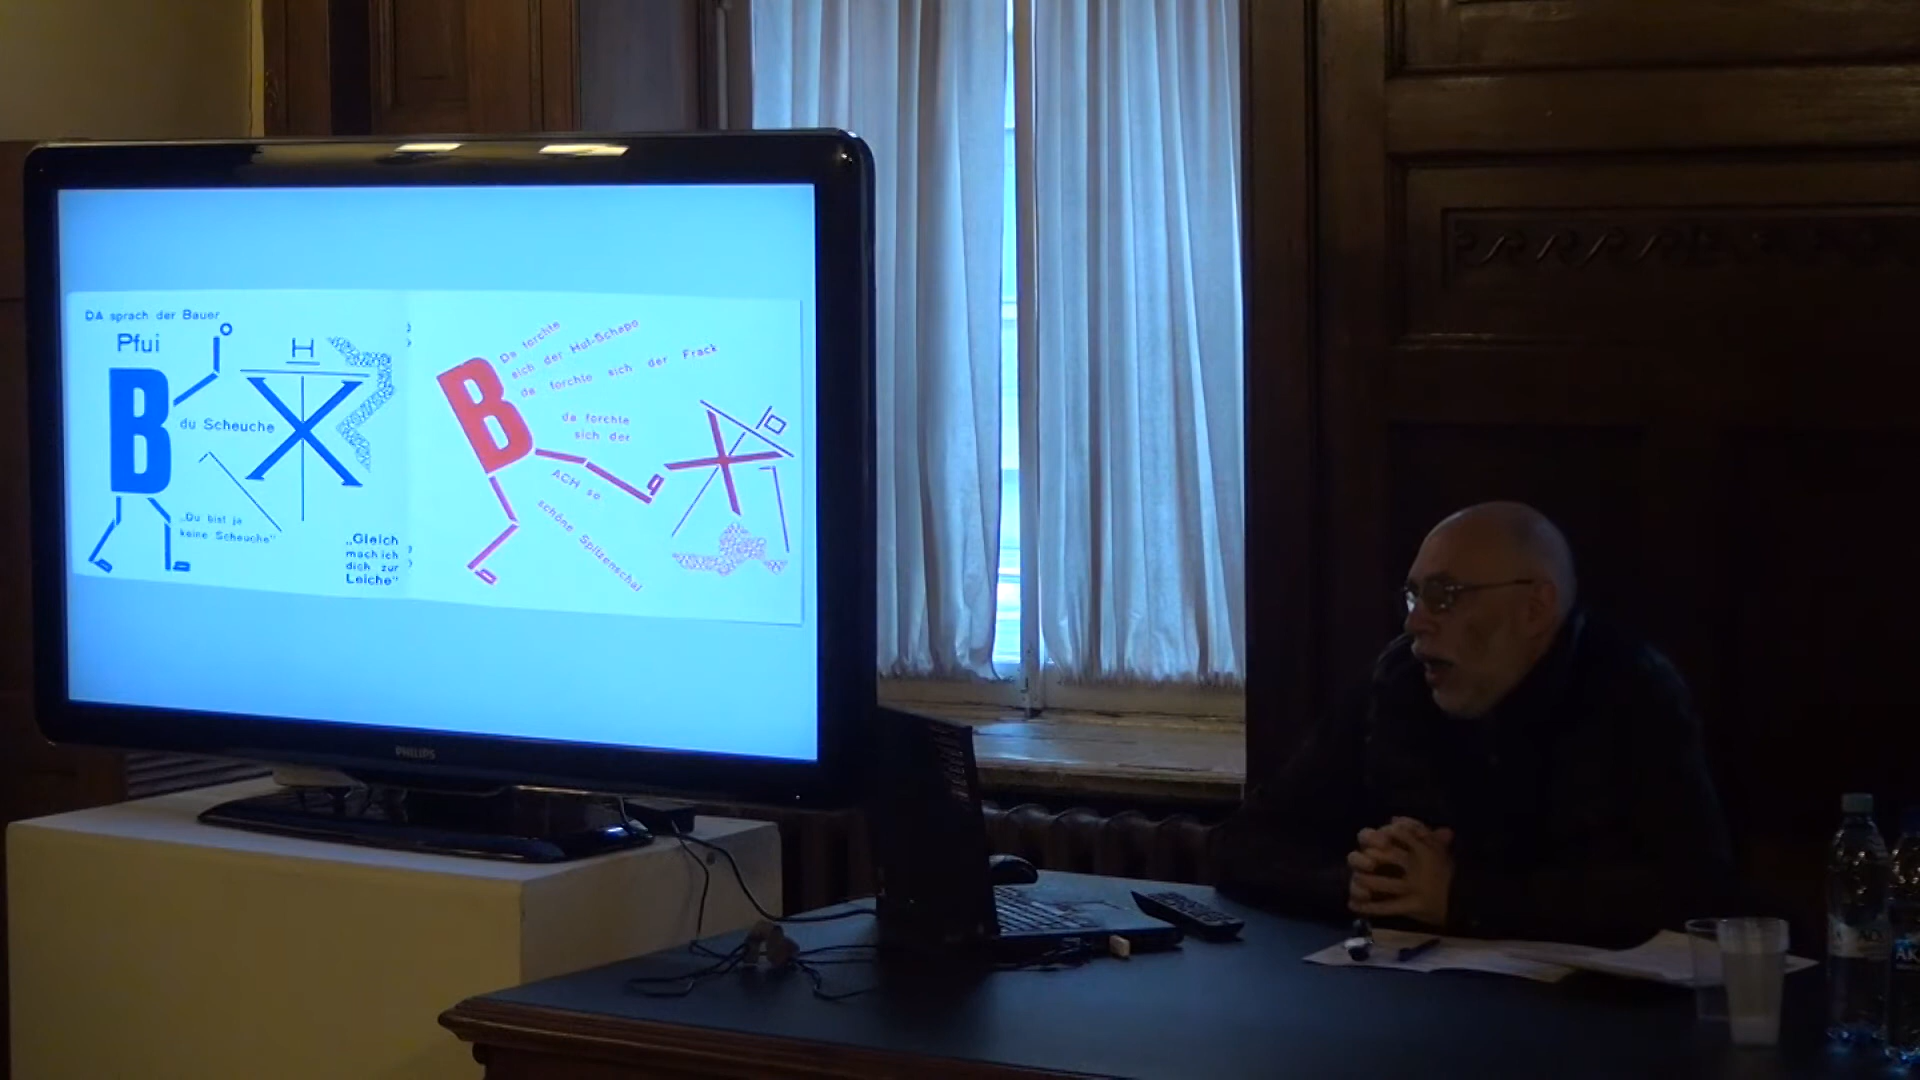 DA sprach der Bauer
Pfui
B
H
X
du Scheuche
„Du bist ja
keine Scheuche"
„Gleich
mach ich
dich zur
Leiche"
B
Da forchte
sich der Hut-Schapo
da forchte sich der Frack
da forchte
sich der
X
ACH so
schöne Spitzenschal
PHILIPS